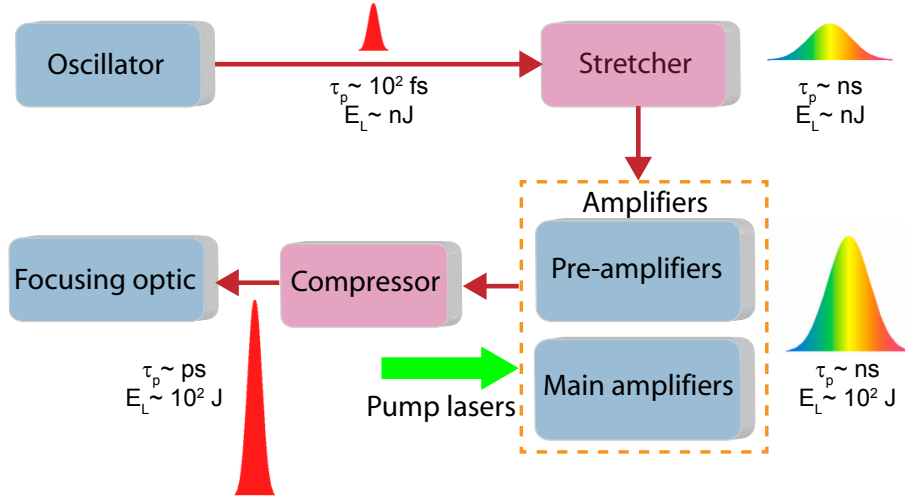 Oscillator
τp~ 10² fs
EL~ nJ
Stretcher
τp~ ns
EL~ nJ
Amplifiers
Pre-amplifiers
Main amplifiers
τp~ ns
EL~ 10² J
Pump lasers
Compressor
Focusing optic
τp~ ps
EL~ 10² J